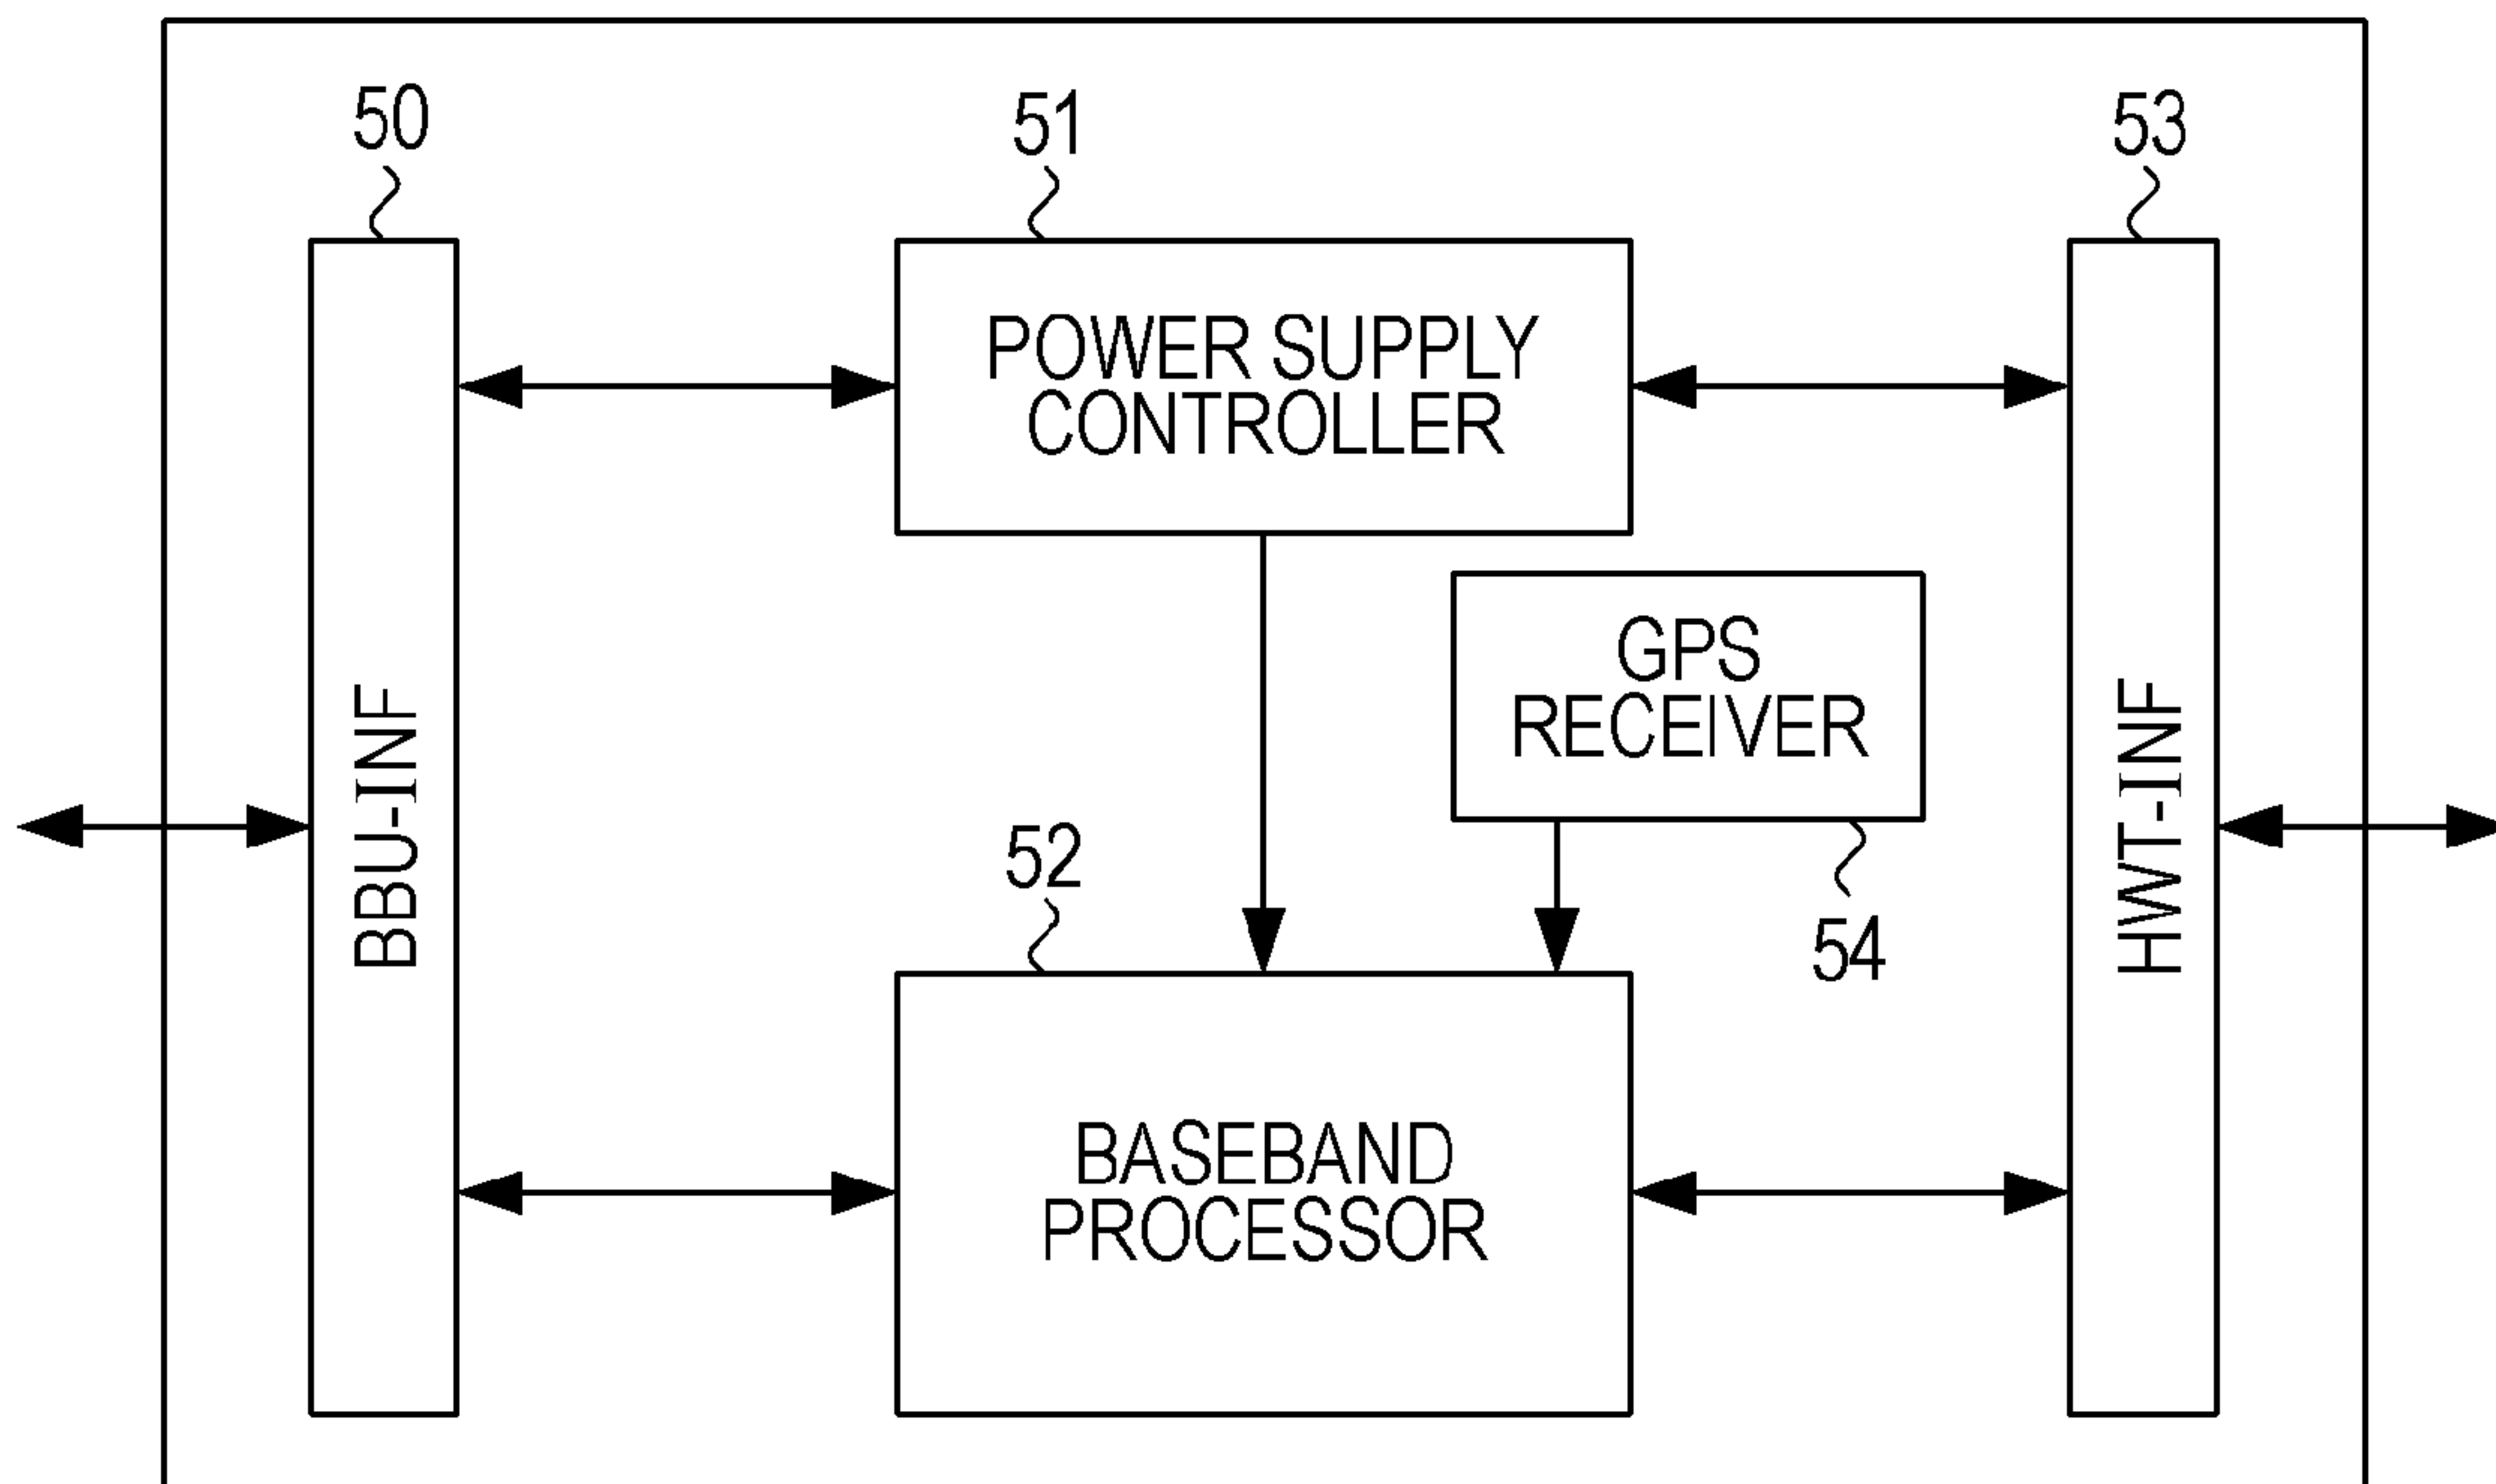 50
51
53
POWER SUPPLY
CONTROLLER
GPS
RECEIVER
BBU-INF
HWT-INF
52
54
BASEBAND
PROCESSOR